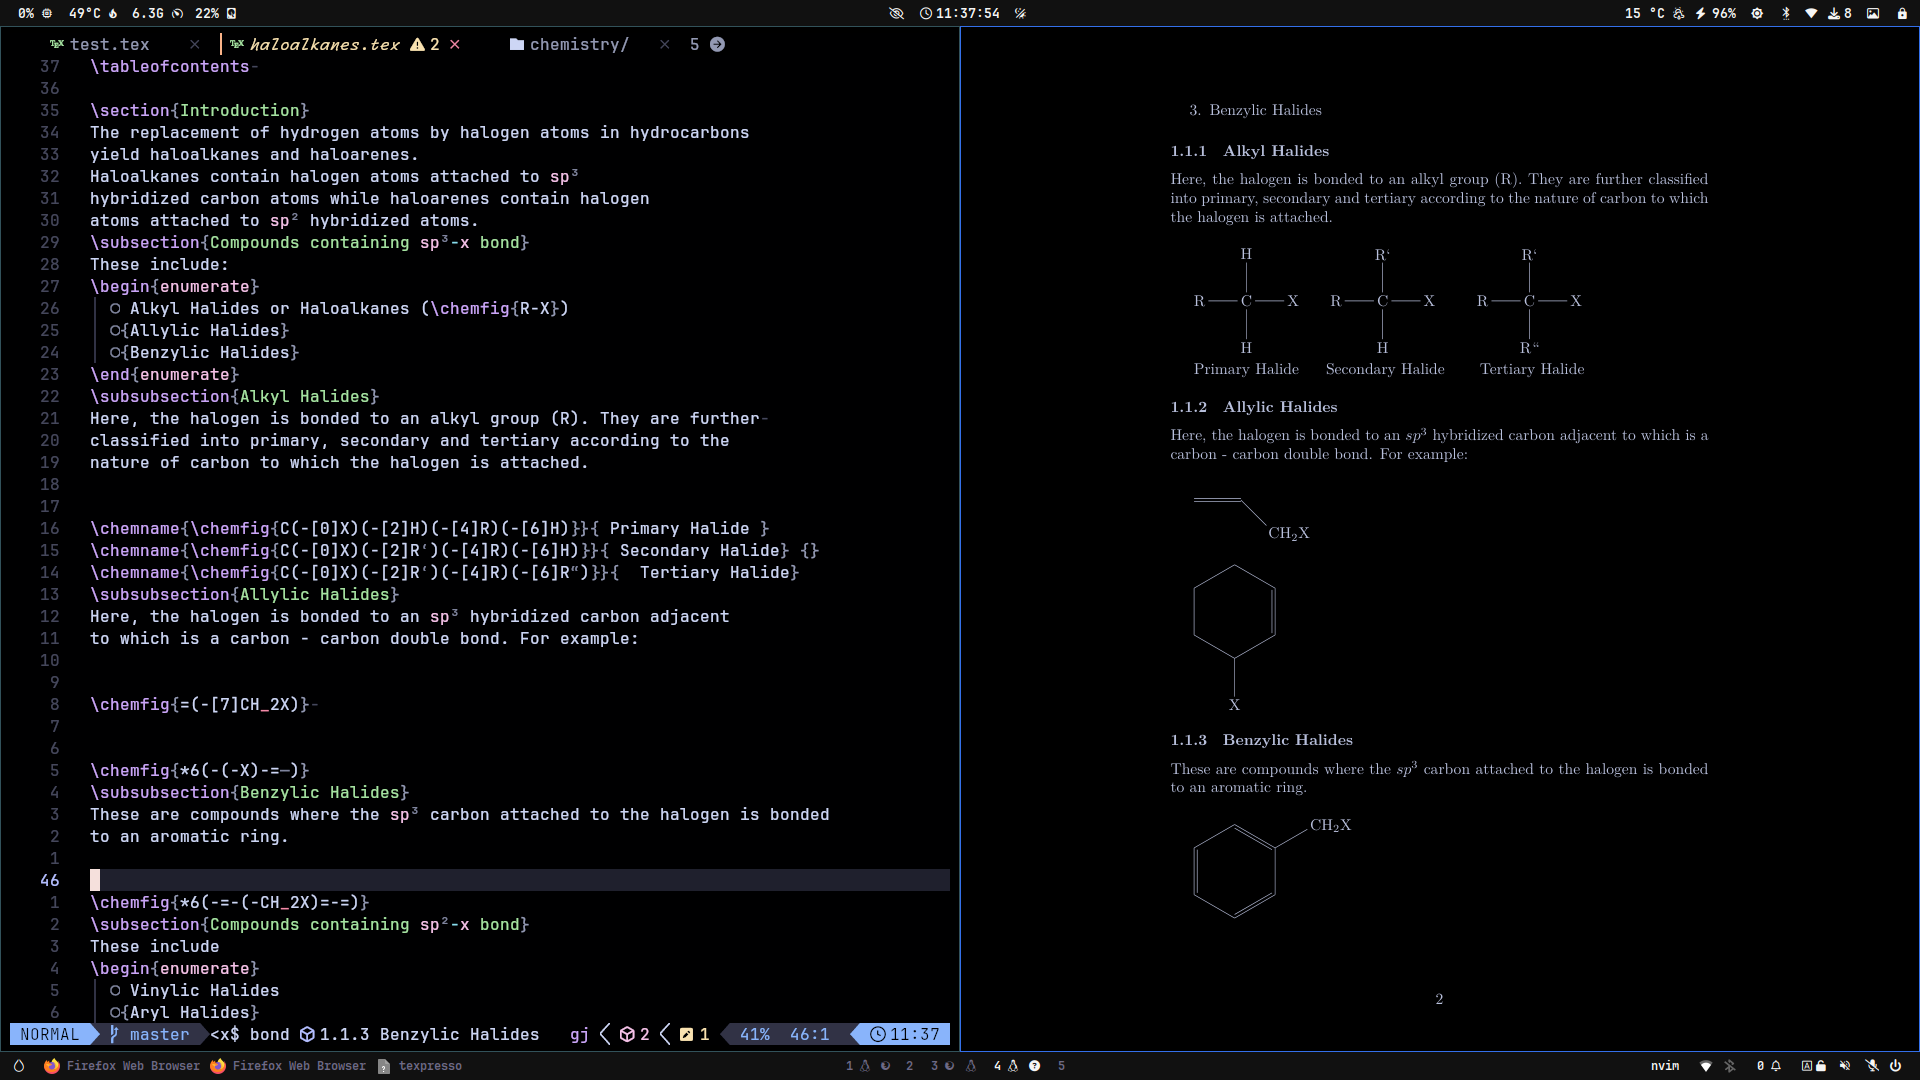 0% 49°C 6.3G 22% 11:37:54 15 °C 96% 8
test.tex × haloalkanes.tex 2 × chemistry/ × 5
37 \tableofcontents-
36
35 \section{Introduction}
34 The replacement of hydrogen atoms by halogen atoms in hydrocarbons
33 yield haloalkanes and haloarenes.
32 Haloalkanes contain halogen atoms attached to sp³
31 hybridized carbon atoms while haloarenes contain halogen
30 atoms attached to sp² hybridized atoms.
29 \subsection{Compounds containing sp³-x bond}
28 These include:
27 \begin{enumerate}
26 ○ Alkyl Halides or Haloalkanes (\chemfig{R-X})
25 ○{Allylic Halides}
24 ○{Benzylic Halides}
23 \end{enumerate}
22 \subsubsection{Alkyl Halides}
21 Here, the halogen is bonded to an alkyl group (R). They are further-
20 classified into primary, secondary and tertiary according to the
19 nature of carbon to which the halogen is attached.
18
17
16 \chemname{\chemfig{C(-[0]X)(-[2]H)(-[4]R)(-[6]H)}}{ Primary Halide }
15 \chemname{\chemfig{C(-[0]X)(-[2]R‘)(-[4]R)(-[6]H)}}{ Secondary Halide} {}
14 \chemname{\chemfig{C(-[0]X)(-[2]R‘)(-[4]R)(-[6]R“)}}{  Tertiary Halide}
13 \subsubsection{Allylic Halides}
12 Here, the halogen is bonded to an sp³ hybridized carbon adjacent
11 to which is a carbon - carbon double bond. For example:
10
9
8 \chemfig{=(-[7]CH_2X)}-
7
6
5 \chemfig{*6(-(-X)-=—)}
4 \subsubsection{Benzylic Halides}
3 These are compounds where the sp³ carbon attached to the halogen is bonded
2 to an aromatic ring.
1
46
1 \chemfig{*6(-=-(-CH_2X)=-=)}
2 \subsection{Compounds containing sp²-x bond}
3 These include
4 \begin{enumerate}
5 ○ Vinylic Halides
6 ○{Aryl Halides}
NORMAL master <x$ bond 1.1.3 Benzylic Halides gj 2 1 41% 46:1 11:37
3. Benzylic Halides
1.1.1 Alkyl Halides
Here, the halogen is bonded to an alkyl group (R). They are further classified
into primary, secondary and tertiary according to the nature of carbon to which
the halogen is attached.
H R‘ R‘
R C X R C X R C X
H H R“
Primary Halide Secondary Halide Tertiary Halide
1.1.2 Allylic Halides
Here, the halogen is bonded to an sp³ hybridized carbon adjacent to which is a
carbon - carbon double bond. For example:
CH₂X
X
1.1.3 Benzylic Halides
These are compounds where the sp³ carbon attached to the halogen is bonded
to an aromatic ring.
CH₂X
2
Firefox Web Browser Firefox Web Browser texpresso 1 2 3 4 5 nvim 0